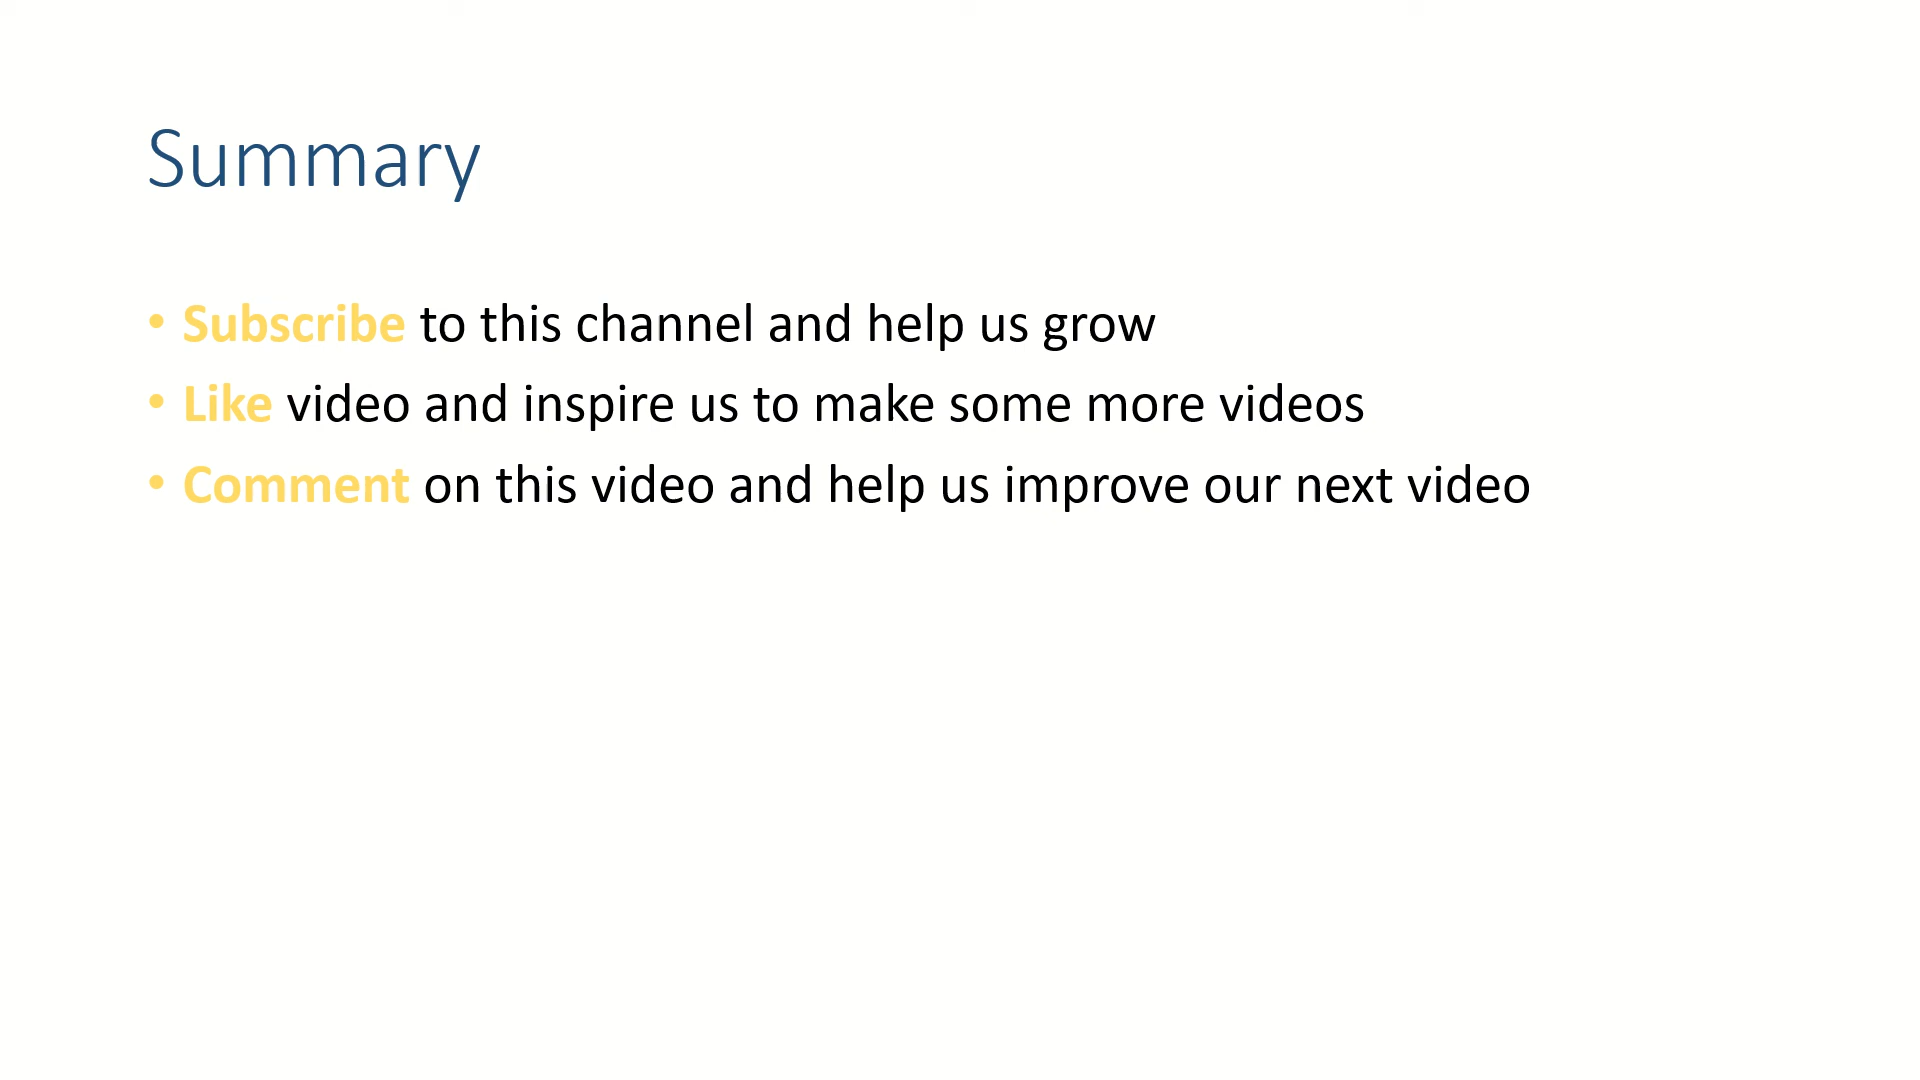 Summary
• Subscribe to this channel and help us grow
• Like video and inspire us to make some more videos
• Comment on this video and help us improve our next video